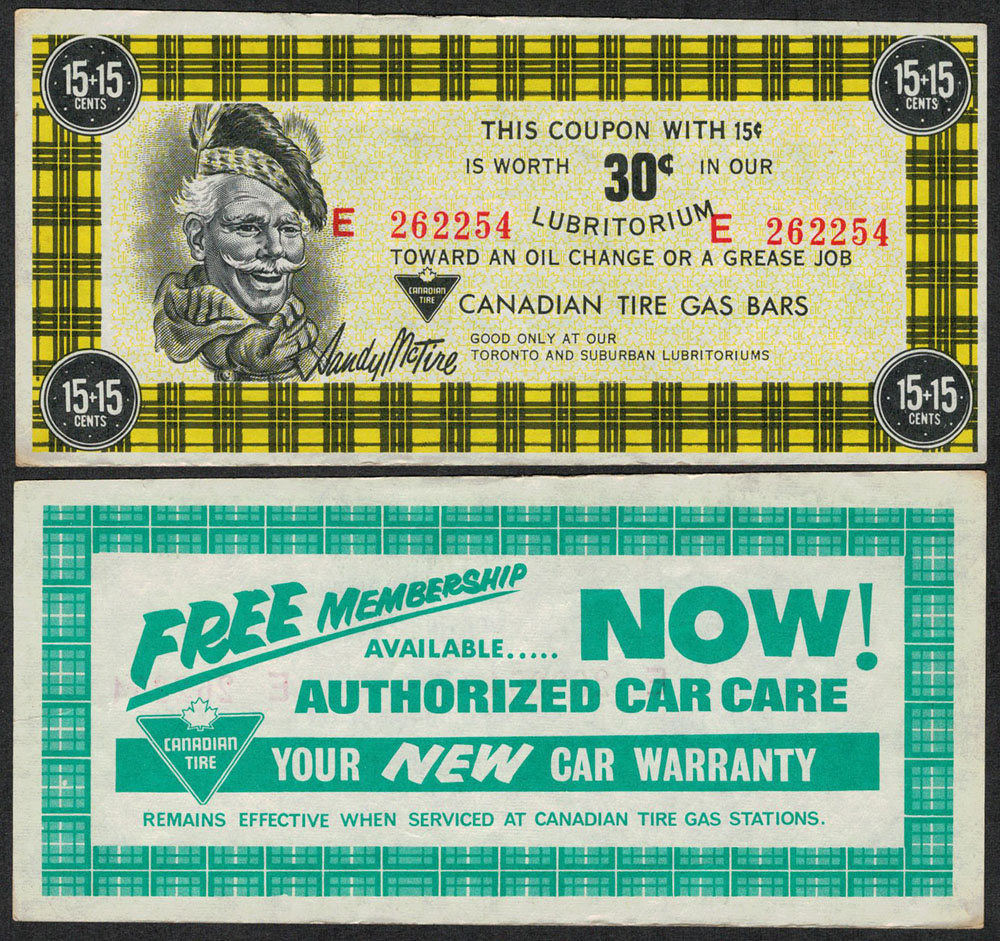 15+15
CENTS
15+15
CENTS
THIS COUPON WITH 15¢
IS WORTH 30¢ IN OUR
LUBRITORIUM
E 262254
E 262254
TOWARD AN OIL CHANGE OR A GREASE JOB
CANADIAN
TIRE
CANADIAN TIRE GAS BARS
Sandy McTire
GOOD ONLY AT OUR
TORONTO AND SUBURBAN LUBRITORIUMS
15+15
CENTS
15+15
CENTS
FREE MEMBERSHIP
AVAILABLE..... NOW!
AUTHORIZED CAR CARE
CANADIAN
TIRE
YOUR NEW CAR WARRANTY
REMAINS EFFECTIVE WHEN SERVICED AT CANADIAN TIRE GAS STATIONS.